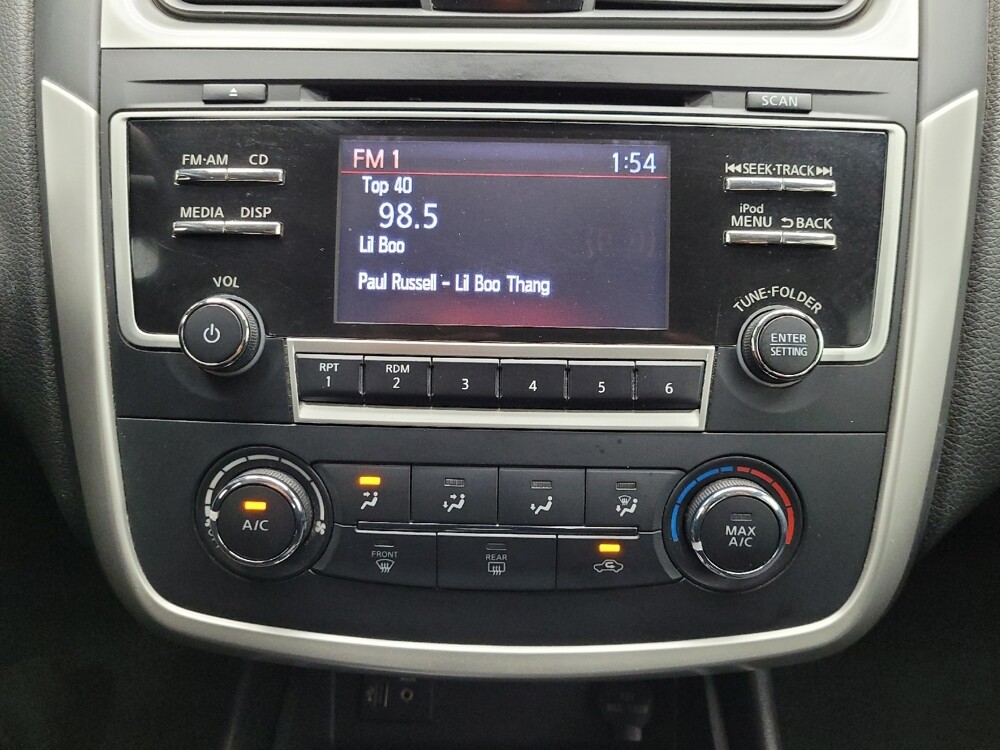 SCAN
FM·AM CD
MEDIA DISP
VOL
FM 1 1:54
Top 40
98.5
Lil Boo
Paul Russell - Lil Boo Thang
⏮SEEK·TRACK⏭
iPod
MENU ⮌BACK
TUNE·FOLDER
ENTER
SETTING
RPT
1
RDM
2
3
4
5
6
A/C
MAX
A/C
FRONT
REAR